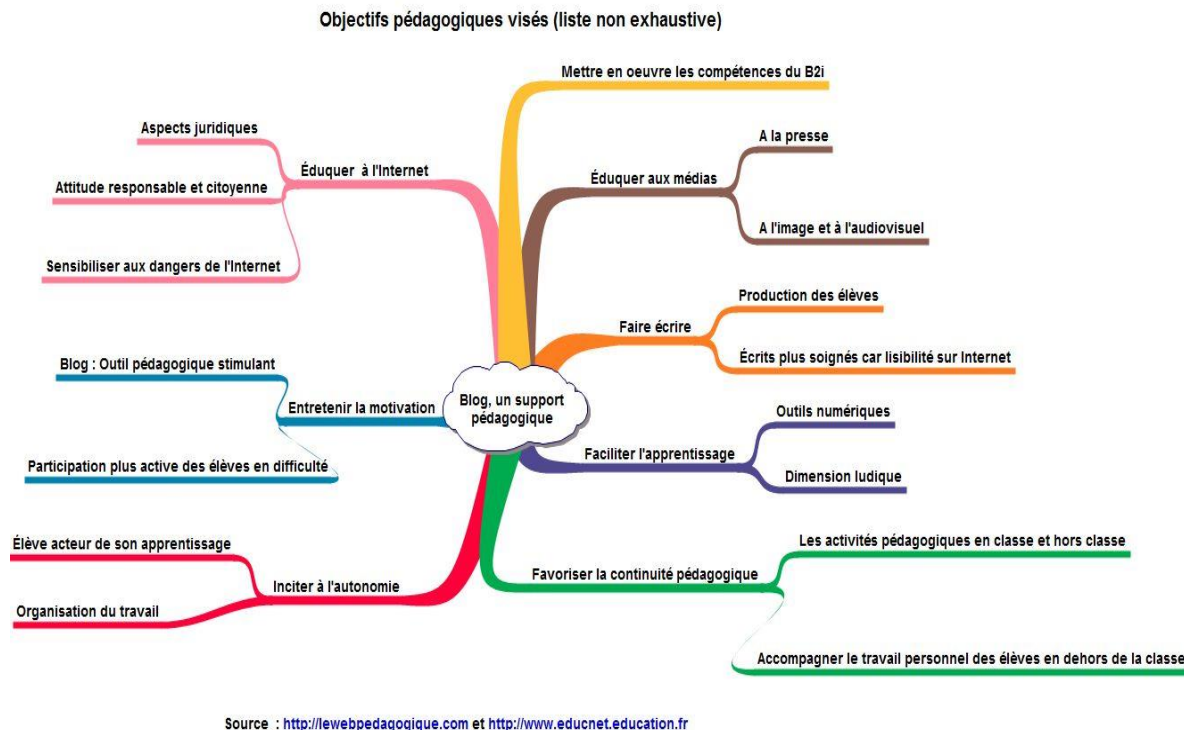 Objectifs pédagogiques visés (liste non exhaustive)
Mettre en oeuvre les compétences du B2i
Aspects juridiques
Éduquer à l'Internet
Attitude responsable et citoyenne
Sensibiliser aux dangers de l'Internet
A la presse
Éduquer aux médias
A l'image et à l'audiovisuel
Production des élèves
Faire écrire
Écrits plus soignés car lisibilité sur Internet
Blog : Outil pédagogique stimulant
Entretenir la motivation
Participation plus active des élèves en difficulté
Blog, un support
pédagogique
Outils numériques
Faciliter l'apprentissage
Dimension ludique
Élève acteur de son apprentissage
Inciter à l'autonomie
Organisation du travail
Les activités pédagogiques en classe et hors classe
Favoriser la continuité pédagogique
Accompagner le travail personnel des élèves en dehors de la classe
Source : http://lewebpedagogique.com et http://www.educnet.education.fr